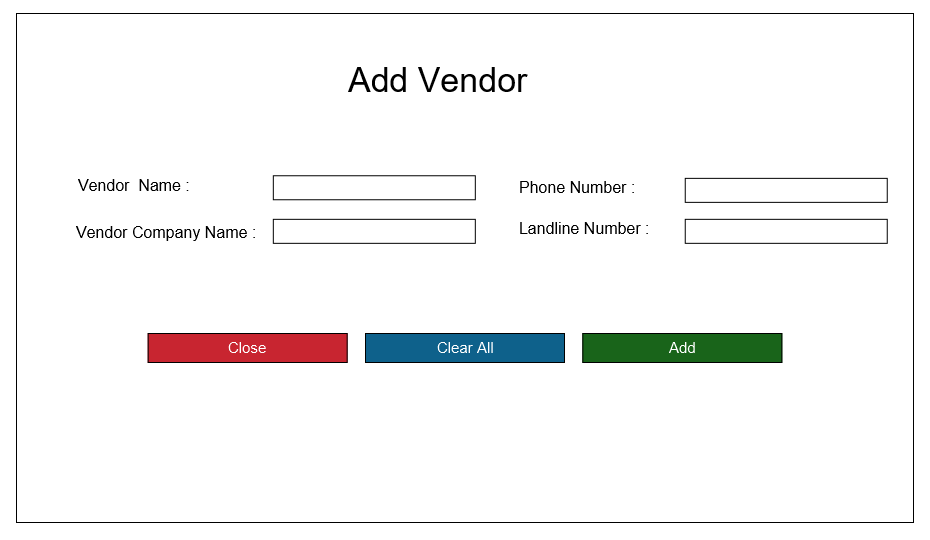 Add Vendor
Vendor  Name :
Phone Number :
Vendor Company Name :
Landline Number :
Close
Clear All
Add